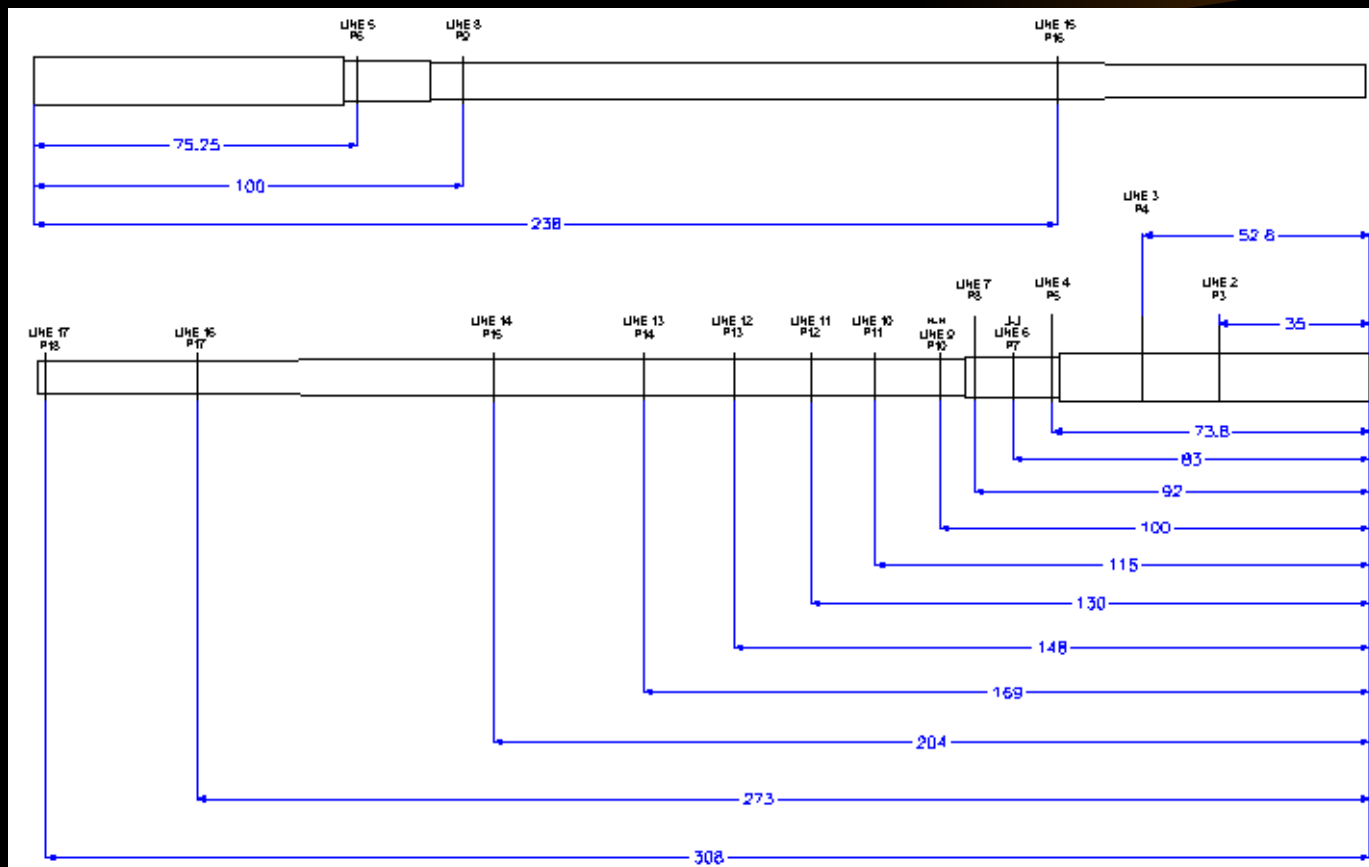 LINE 5
P6
LINE 8
P9
LINE 15
P16
75.25
100
238
LINE 3
P4
52.8
LINE 7
P8
LINE 4
P5
LINE 2
P3
LINE 17
P18
LINE 16
P17
LINE 14
P15
LINE 13
P14
LINE 12
P13
LINE 11
P12
LINE 10
P11
LINE 9
P10
J-J
LINE 6
P7
35
73.8
83
92
100
115
130
148
169
204
273
308